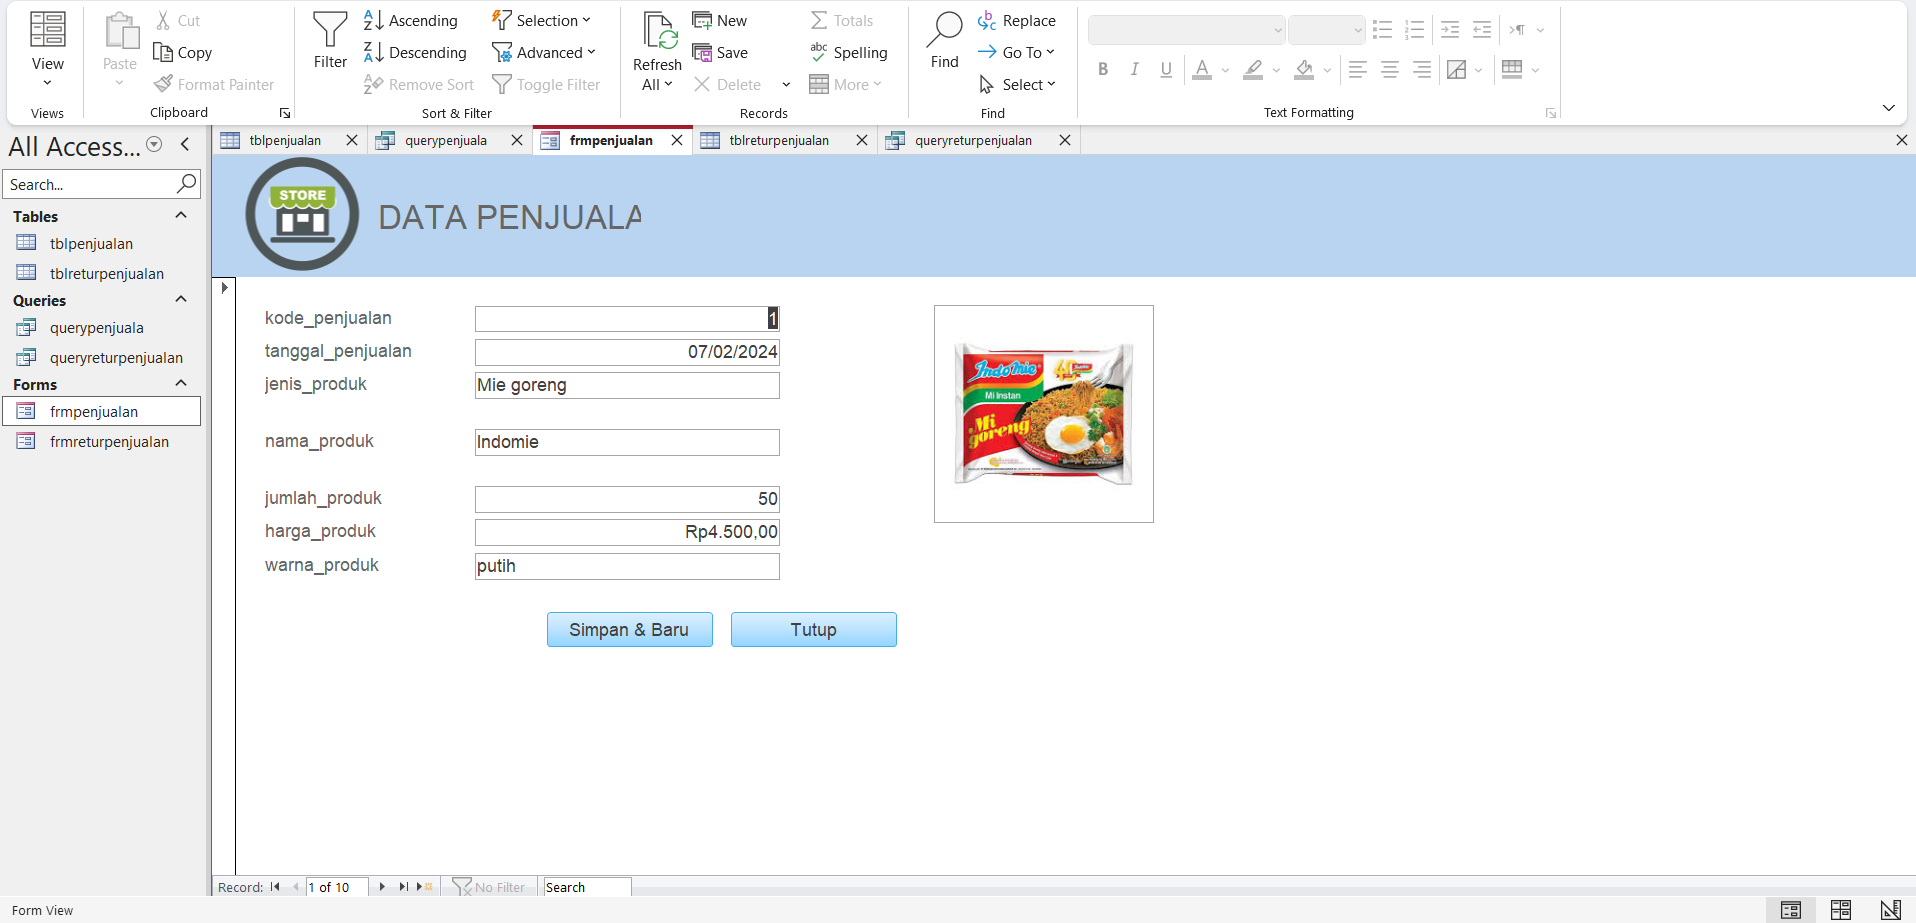 View
Views
Paste
Cut
Copy
Format Painter
Clipboard
Filter
Ascending
Descending
Remove Sort
Selection
Advanced
Toggle Filter
Sort & Filter
Refresh
All
New
Save
Delete
Totals
Spelling
More
Records
Find
Replace
Go To
Select
Find
B I U
Text Formatting
All Access...
Search...
Tables
tblpenjualan
tblreturpenjualan
Queries
querypenjuala
queryreturpenjualan
Forms
frmpenjualan
frmreturpenjualan
tblpenjualan
querypenjuala
frmpenjualan
tblreturpenjualan
queryreturpenjualan
STORE
DATA PENJUALA
kode_penjualan 1
tanggal_penjualan 07/02/2024
jenis_produk Mie goreng
nama_produk Indomie
jumlah_produk 50
harga_produk Rp4.500,00
warna_produk putih
Indomie
Mi Instan
Mi
goreng
Simpan & Baru
Tutup
Record: 1 of 10 No Filter Search
Form View